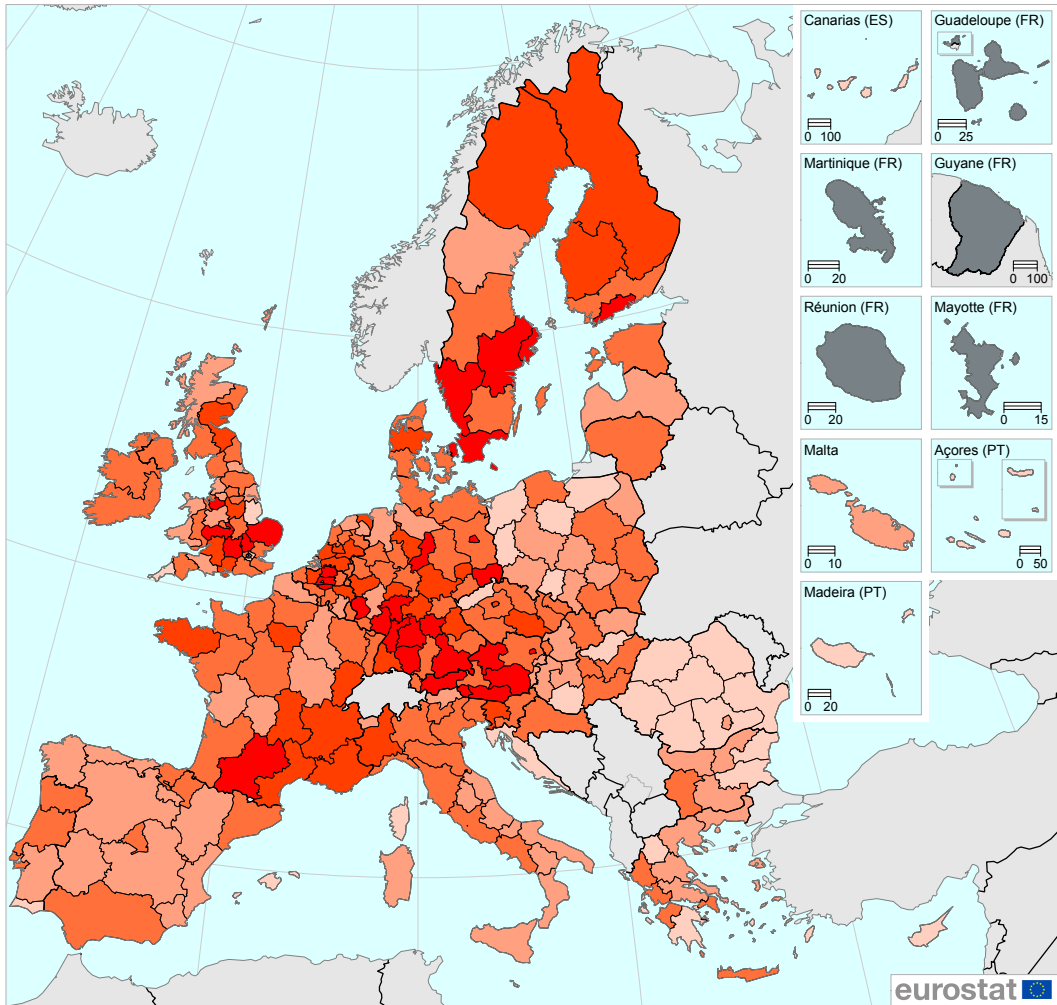 Canarias (ES)
0 100
Guadeloupe (FR)
0 25
Martinique (FR)
0 20
Guyane (FR)
0 100
Réunion (FR)
0 20
Mayotte (FR)
0 15
Malta
0 10
Açores (PT)
0 50
Madeira (PT)
0 20
eurostat